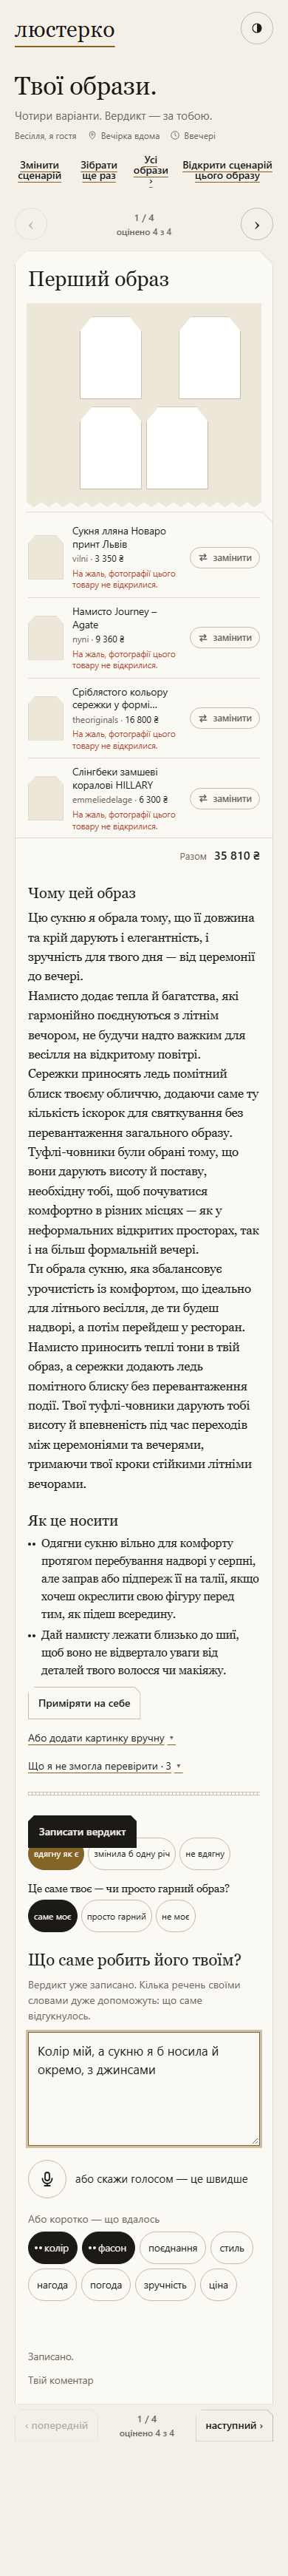 люстерко
Твої образи.
Чотири варіанти. Вердикт — за тобою.
Весілля, я гостя Вечірка вдома Ввечері
Змінити сценарій
Зібрати ще раз
Усі образи ›
Відкрити сценарій цього образу
‹ 1 / 4 ›
оцінено 4 з 4
Перший образ
Сукня лляна Новаро
принт Львів
vilni · 3 350 ₴
На жаль, фотографії цього
товару не відкрилися.
замінити
Намисто Journey –
Agate
nyni · 9 360 ₴
На жаль, фотографії цього
товару не відкрилися.
замінити
Сріблястого кольору
сережки у формі...
theoriginals · 16 800 ₴
На жаль, фотографії цього
товару не відкрилися.
замінити
Слінгбеки замшеві
коралові HILLARY
emmeliedelage · 6 300 ₴
На жаль, фотографії цього
товару не відкрилися.
замінити
Разом 35 810 ₴
Чому цей образ
Цю сукню я обрала тому, що її довжина
та крій дарують і елегантність, і
зручність для твого дня — від церемонії
до вечері.
Намисто додає тепла й багатства, які
гармонійно поєднуються з літнім
вечором, не будучи надто важким для
весілля на відкритому повітрі.
Сережки приносять ледь помітний
блиск твоєму обличчю, додаючи саме ту
кількість іскорок для святкування без
перевантаження загального образу.
Туфлі-човники були обрані тому, що
вони дарують висоту й поставу,
необхідну тобі, щоб почуватися
комфортно в різних місцях — як у
неформальних відкритих просторах, так
і на більш формальній вечері.
Ти обрала сукню, яка збалансовує
урочистість із комфортом, що ідеально
для літнього весілля, де ти будеш
надворі, а потім перейдеш у ресторан.
Намисто приносить теплі тони в твій
образ, а сережки додають ледь
помітного блиску без перевантаження
події. Твої туфлі-човники дарують тобі
висоту й впевненість під час переходів
між церемоніями та вечерями,
тримаючи твої кроки стійкими літніми
вечорами.
Як це носити
Одягни сукню вільно для комфорту
протягом перебування надворі у серпні,
але заправ або підпереж її на талії, якщо
хочеш окреслити свою фігуру перед
тим, як підеш всередину.
Дай намисту лежати близько до шиї,
щоб воно не відвертало уваги від
деталей твого волосся чи макіяжу.
Приміряти на себе
Або додати картинку вручну
Що я не змогла перевірити · 3
Записати вердикт
вдягну як є змінила б одну річ не вдягну
Це саме твоє — чи просто гарний образ?
саме моє просто гарний не моє
Що саме робить його твоїм?
Вердикт уже записано. Кілька речень своїми
словами дуже допоможуть: що саме
відгукнулось.
Колір мій, а сукню я б носила й
окремо, з джинсами
або скажи голосом — це швидше
Або коротко — що вдалось
колір фасон поєднання стиль
нагода погода зручність ціна
Записано.
Твій коментар
‹ попередній 1 / 4 наступний ›
оцінено 4 з 4